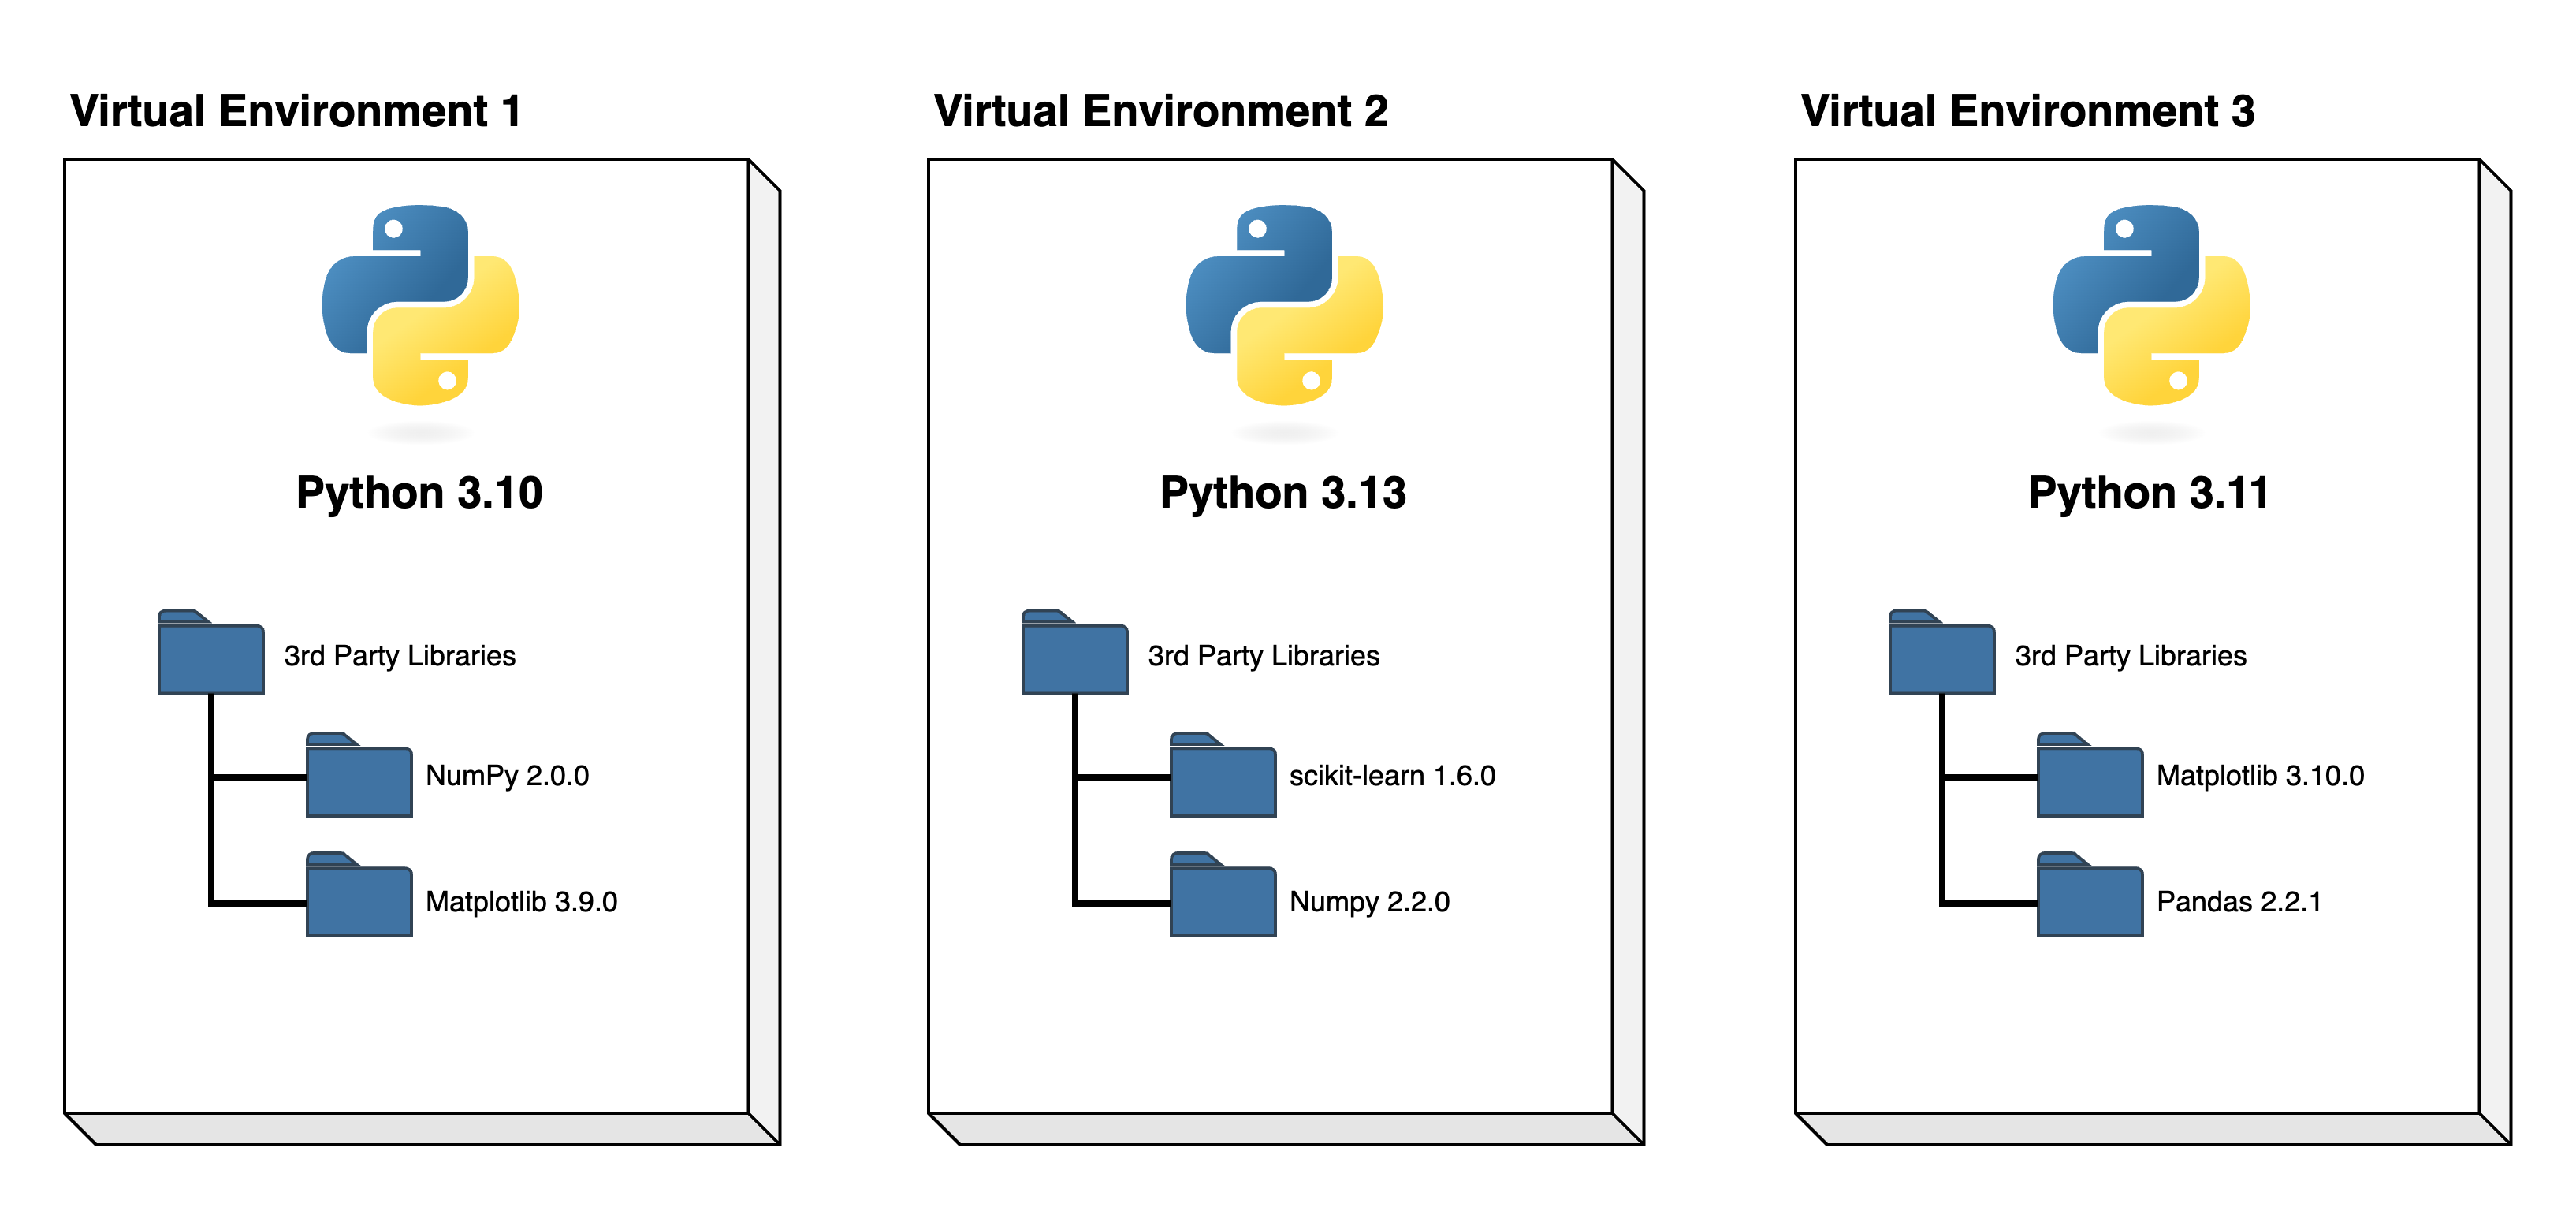 Virtual Environment 1
Python 3.10
3rd Party Libraries
NumPy 2.0.0
Matplotlib 3.9.0
Virtual Environment 2
Python 3.13
3rd Party Libraries
scikit-learn 1.6.0
Numpy 2.2.0
Virtual Environment 3
Python 3.11
3rd Party Libraries
Matplotlib 3.10.0
Pandas 2.2.1